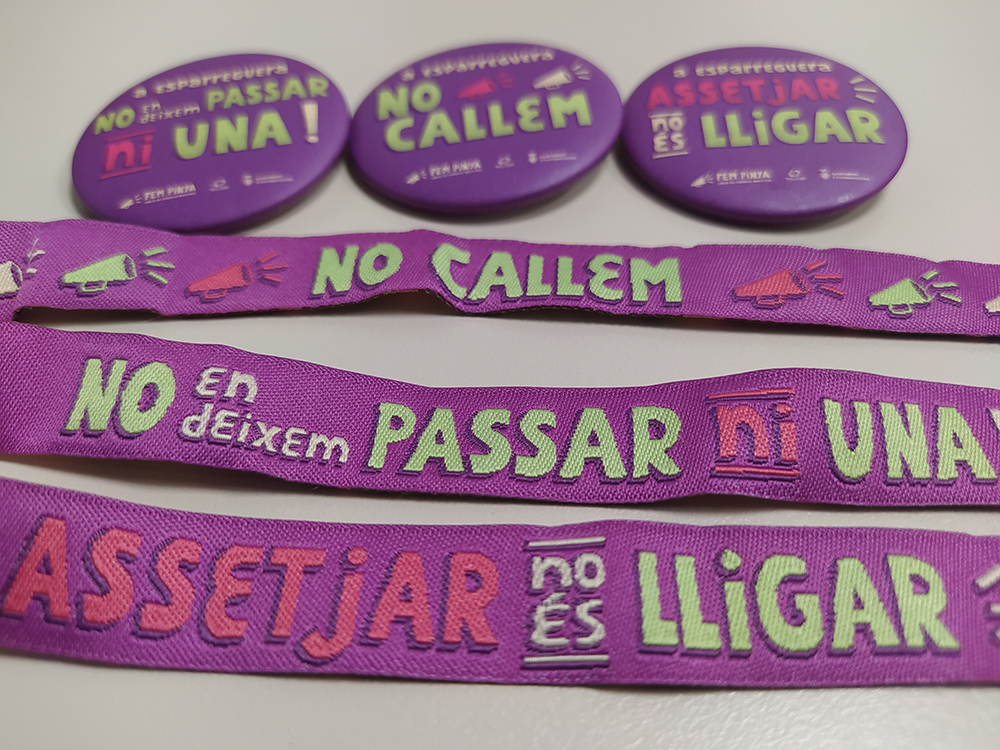 a ESPARREGUERA
NO En dEixEm PASSAR
ni UNA!
a ESPARREGUERA
NO
CALLEM
a ESPARREGUERA
ASSETjAR
no És LLiGAR
FEM PINYA
FEM PINYA
FEM PINYA
NO CALLEM
NO En dEixEm PASSAR ni UNA!
ASSETjAR no ÉS LLiGAR